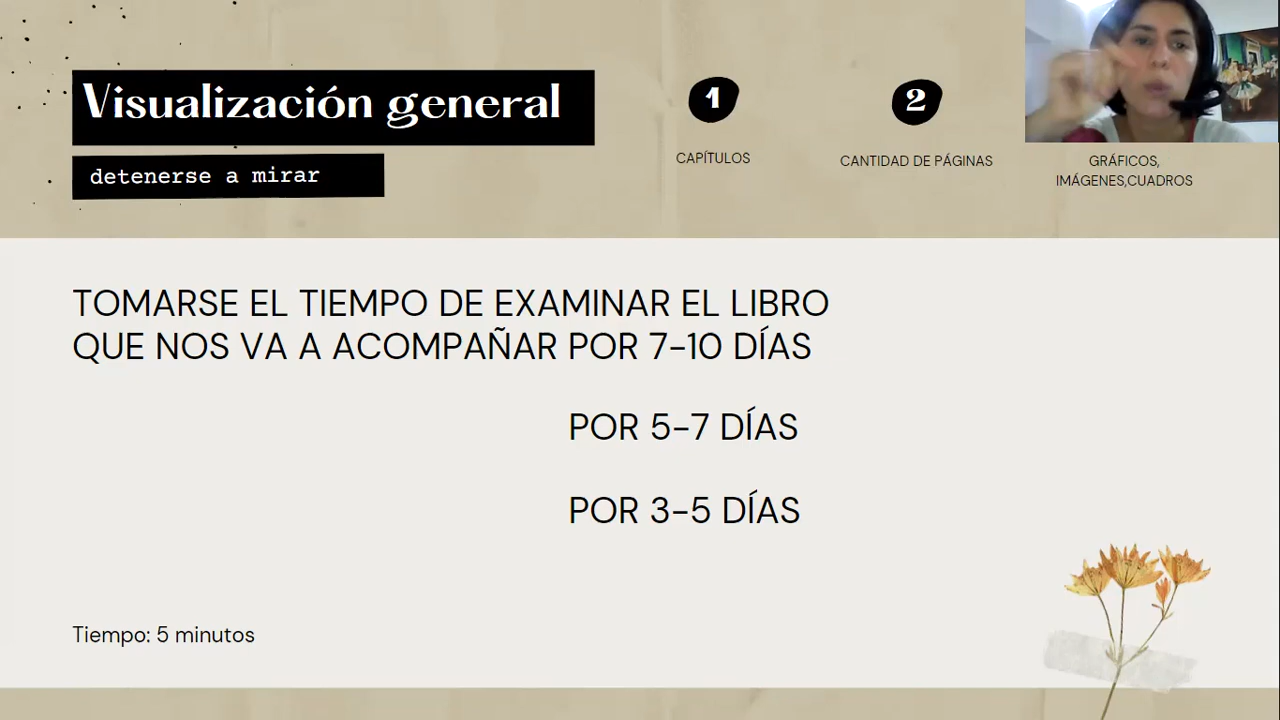 Visualización general
detenerse a mirar
1
CAPÍTULOS
2
CANTIDAD DE PÁGINAS
GRÁFICOS,
IMÁGENES,CUADROS
TOMARSE EL TIEMPO DE EXAMINAR EL LIBRO
QUE NOS VA A ACOMPAÑAR POR 7-10 DÍAS
POR 5-7 DÍAS
POR 3-5 DÍAS
Tiempo: 5 minutos